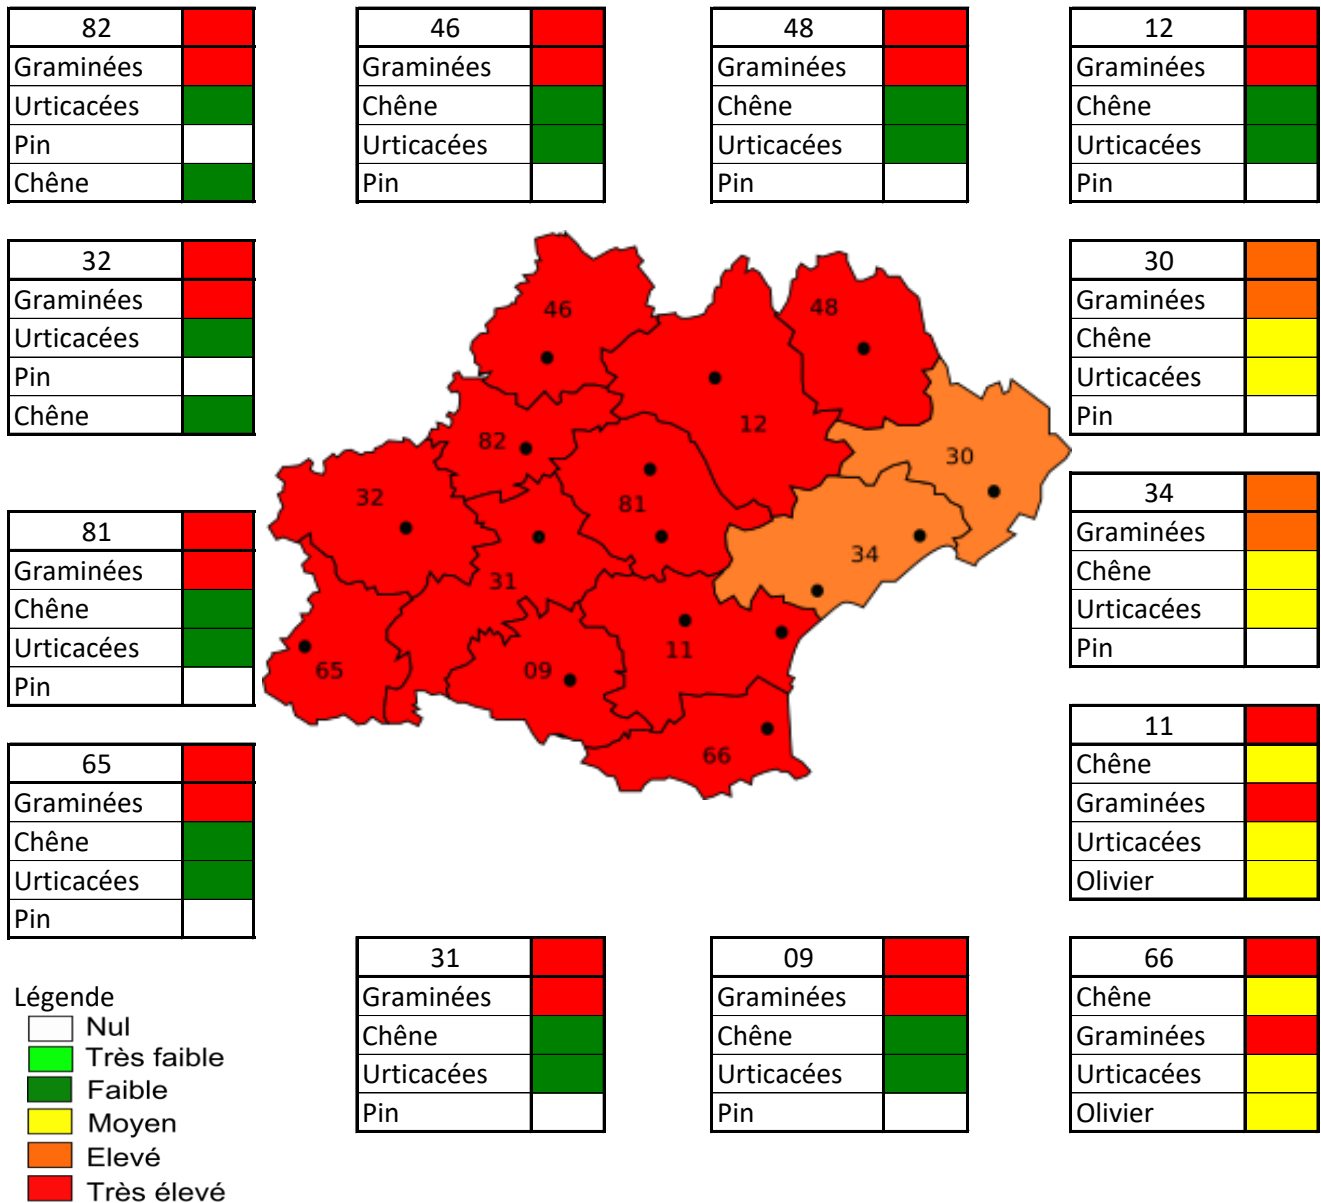 82
Graminées
Urticacées
Pin
Chêne
46
Graminées
Chêne
Urticacées
Pin
48
Graminées
Chêne
Urticacées
Pin
12
Graminées
Chêne
Urticacées
Pin
32
Graminées
Urticacées
Pin
Chêne
30
Graminées
Chêne
Urticacées
Pin
81
Graminées
Chêne
Urticacées
Pin
34
Graminées
Chêne
Urticacées
Pin
65
Graminées
Chêne
Urticacées
Pin
11
Chêne
Graminées
Urticacées
Olivier
46
48
12
82
30
32
81
34
31
11
09
65
66
31
Graminées
Chêne
Urticacées
Pin
09
Graminées
Chêne
Urticacées
Pin
66
Chêne
Graminées
Urticacées
Olivier
Légende
Nul
Très faible
Faible
Moyen
Elevé
Très élevé